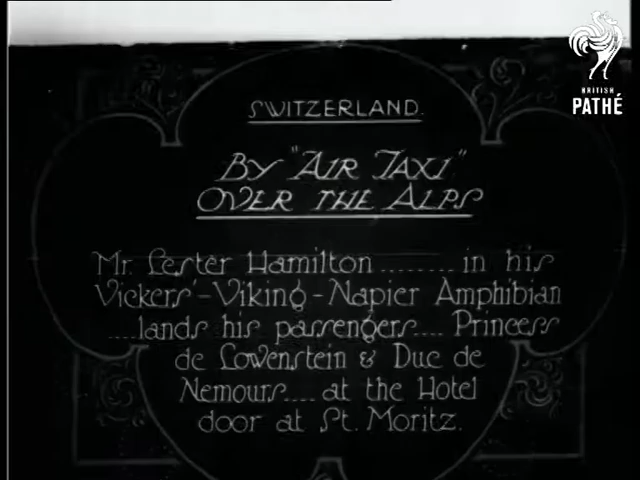 BRITISH
PATHÉ
SWITZERLAND.
BY "AIR TAXI"
OVER THE ALPS
Mr. Lester Hamilton ........ in his
Vickers'-Viking-Napier Amphibian
....lands his passengers.... Princess
de Lowenstein & Duc de
Nemours.... at the Hotel
door at St. Moritz.